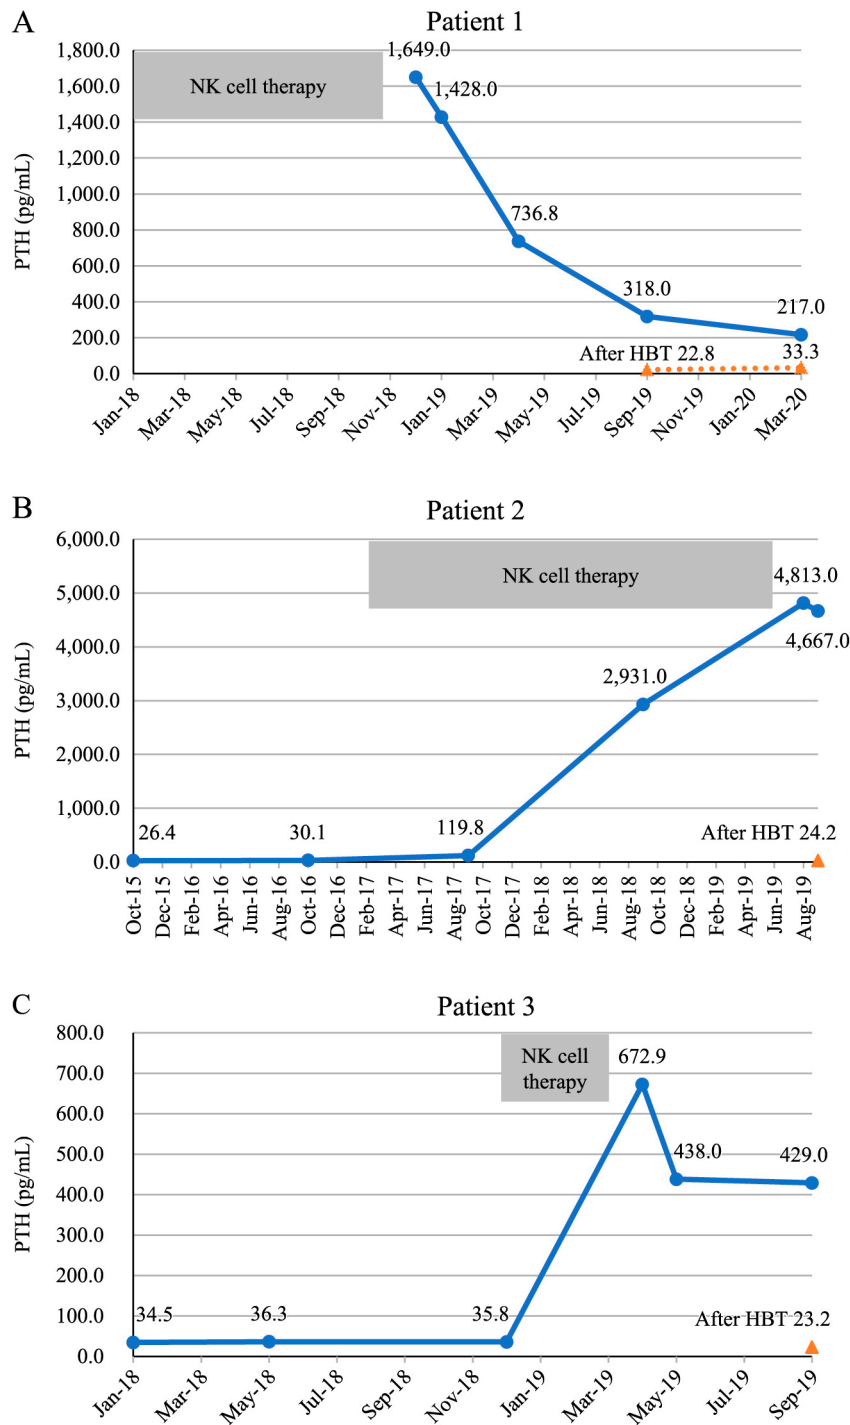 A
Patient 1
PTH (pg/mL)
1,800.0
1,600.0
1,400.0
1,200.0
1,000.0
800.0
600.0
400.0
200.0
0.0
NK cell therapy
1,649.0
1,428.0
736.8
318.0
217.0
After HBT 22.8
33.3
Jan-18
Mar-18
May-18
Jul-18
Sep-18
Nov-18
Jan-19
Mar-19
May-19
Jul-19
Sep-19
Nov-19
Jan-20
Mar-20
B
Patient 2
PTH (pg/mL)
6,000.0
5,000.0
4,000.0
3,000.0
2,000.0
1,000.0
0.0
NK cell therapy
4,813.0
4,667.0
2,931.0
26.4
30.1
119.8
After HBT 24.2
Oct-15
Dec-15
Feb-16
Apr-16
Jun-16
Aug-16
Oct-16
Dec-16
Feb-17
Apr-17
Jun-17
Aug-17
Oct-17
Dec-17
Feb-18
Apr-18
Jun-18
Aug-18
Oct-18
Dec-18
Feb-19
Apr-19
Jun-19
Aug-19
C
Patient 3
PTH (pg/mL)
800.0
700.0
600.0
500.0
400.0
300.0
200.0
100.0
0.0
NK cell
therapy
672.9
438.0
429.0
34.5
36.3
35.8
After HBT 23.2
Jan-18
Mar-18
May-18
Jul-18
Sep-18
Nov-18
Jan-19
Mar-19
May-19
Jul-19
Sep-19